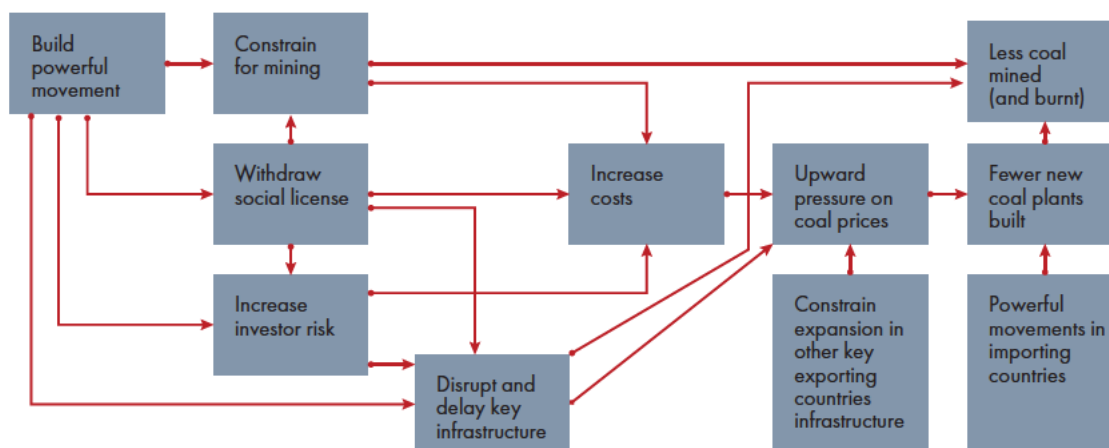 Build
powerful
movement
Constrain
for mining
Less coal
mined
(and burnt)
Withdraw
social license
Increase
costs
Upward
pressure on
coal prices
Fewer new
coal plants
built
Increase
investor risk
Disrupt and
delay key
infrastructure
Constrain
expansion in
other key
exporting
countries
infrastructure
Powerful
movements in
importing
countries